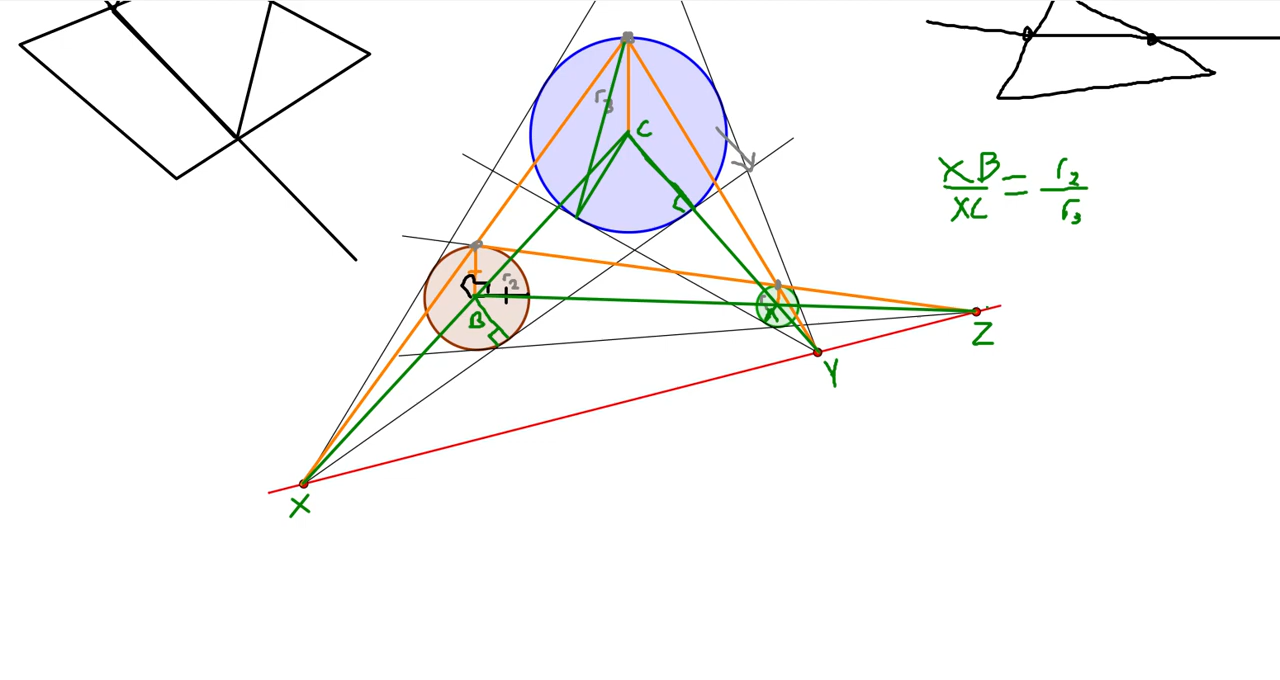 r3
C
XB / XC = r2 / r3
r2
B
A
Z
Y
X